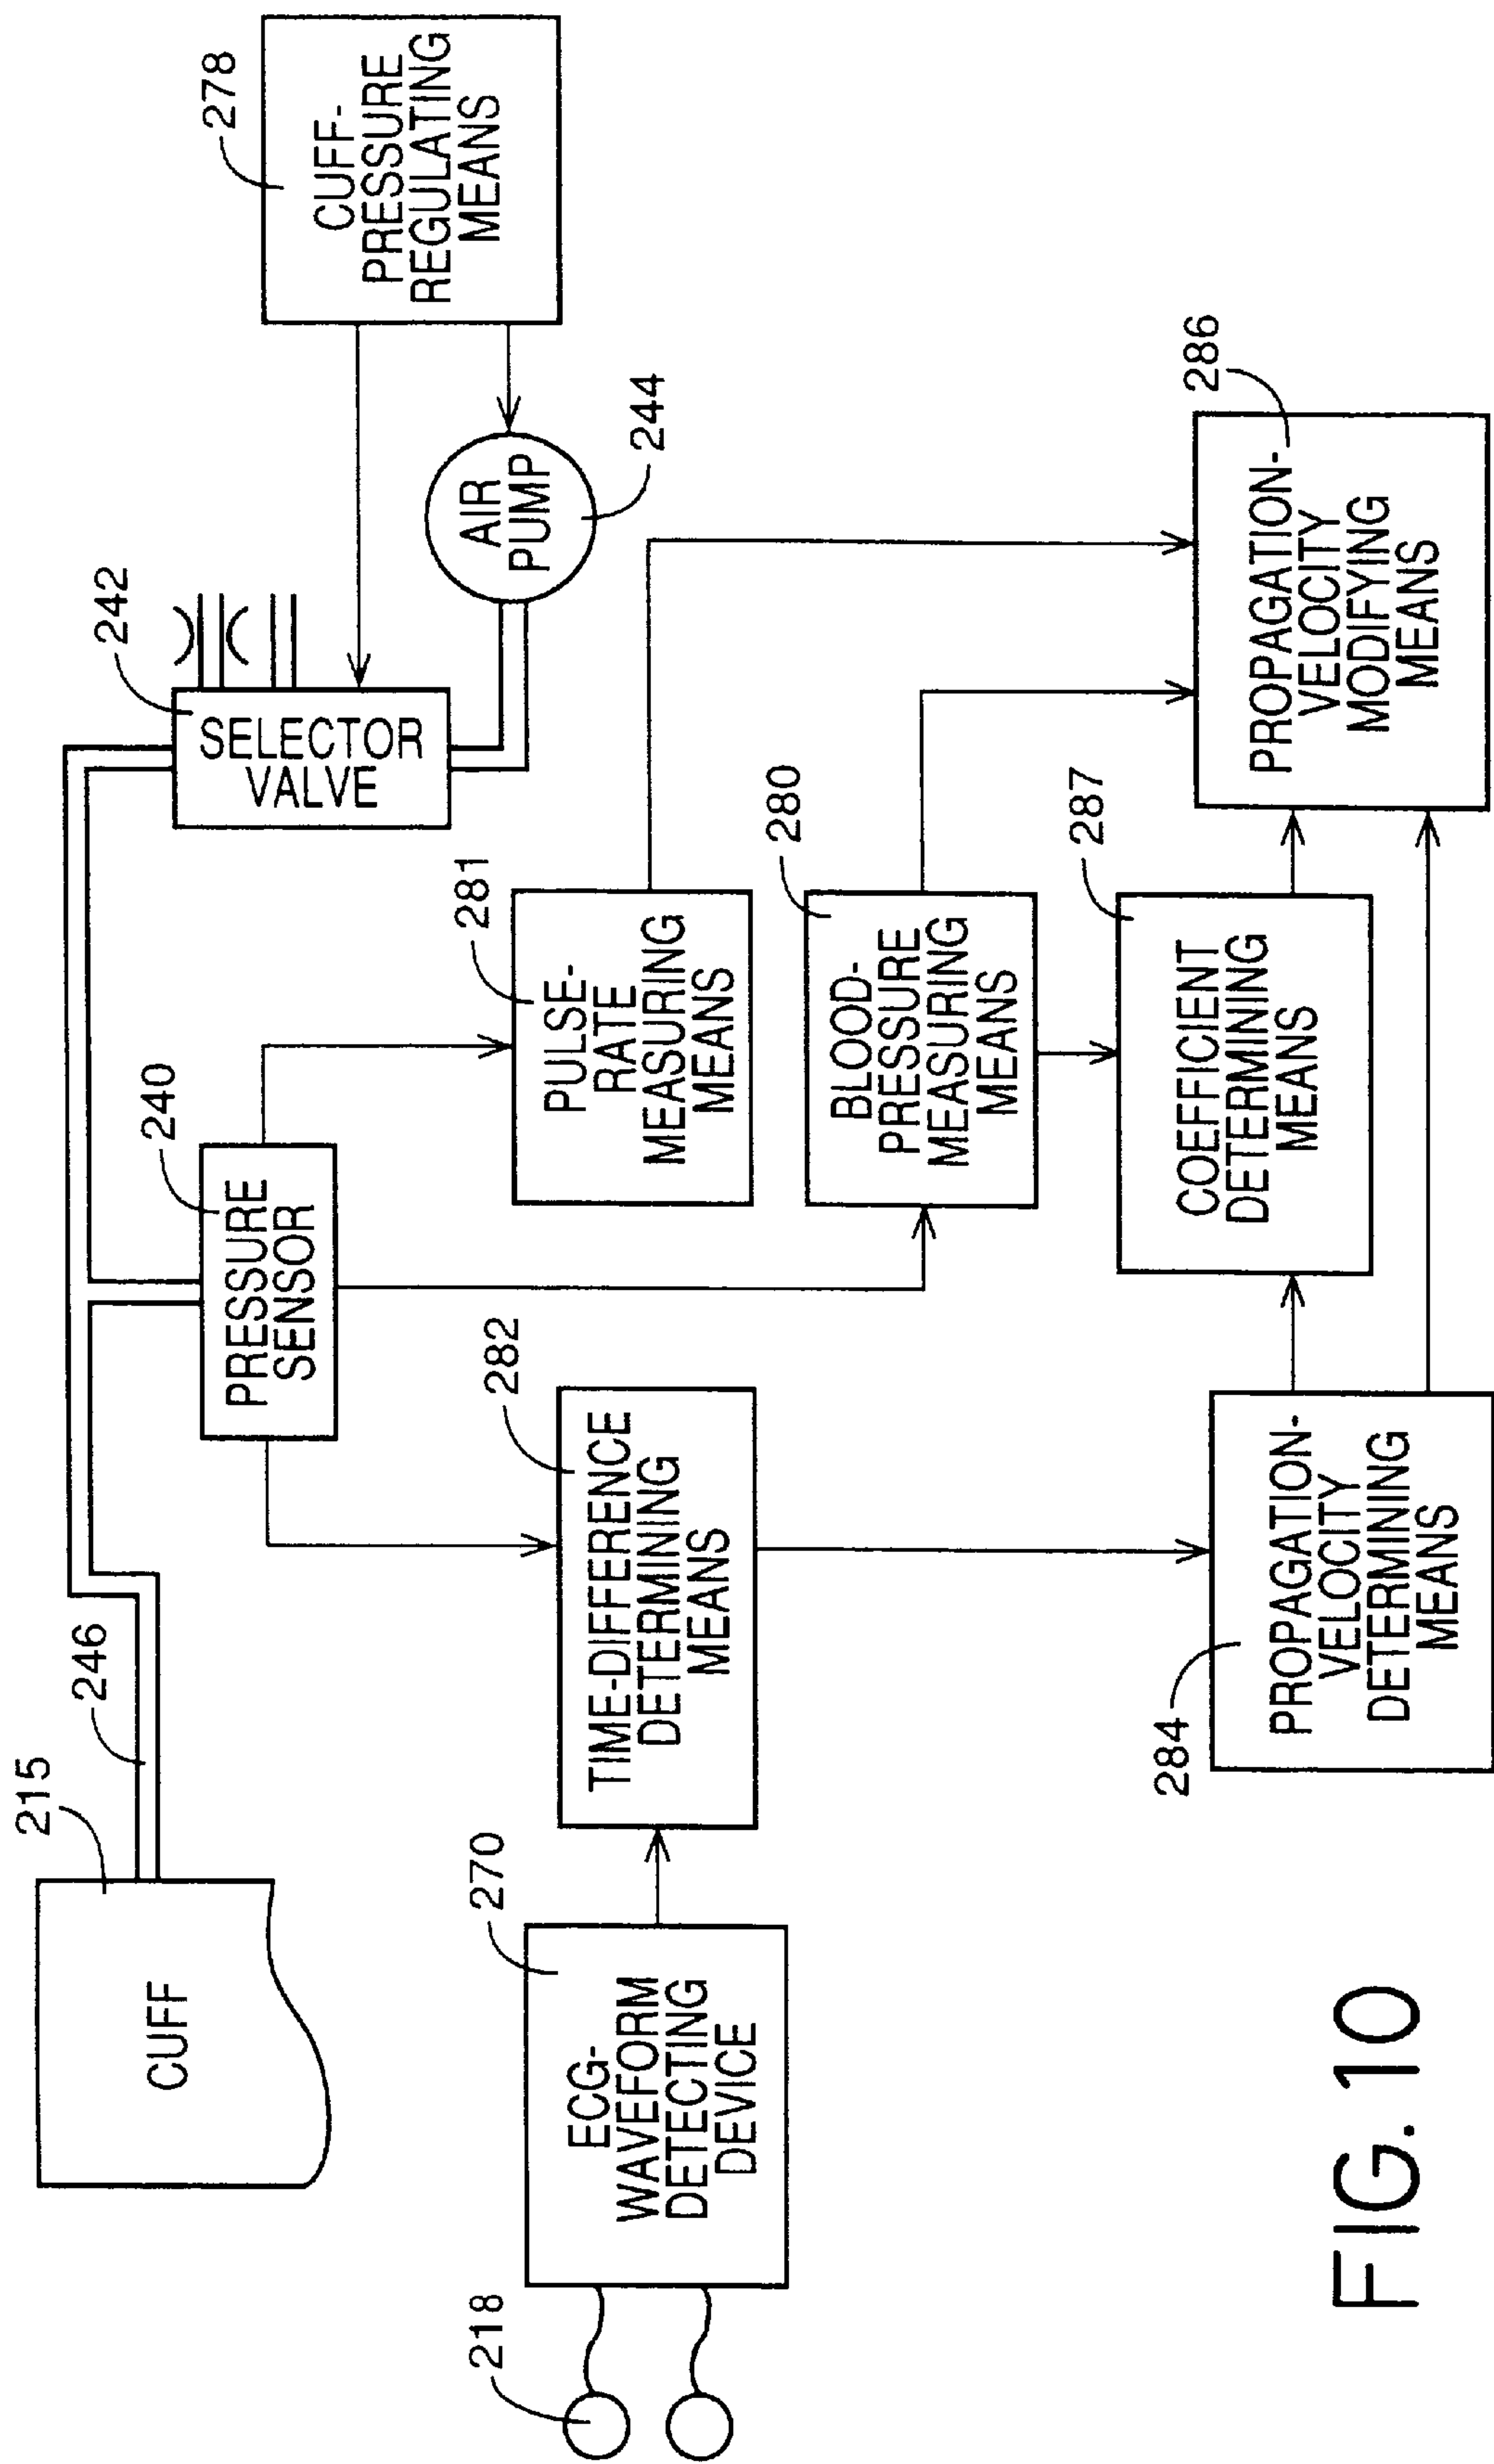 215
CUFF
246
240
PRESSURE
SENSOR
242
SELECTOR
VALVE
278
CUFF-
PRESSURE
REGULATING
MEANS
AIR
PUMP
244
218
270
ECG-
WAVEFORM
DETECTING
DEVICE
282
TIME-DIFFERENCE
DETERMINING
MEANS
281
PULSE-
RATE
MEASURING
MEANS
280
BLOOD-
PRESSURE
MEASURING
MEANS
284
PROPAGATION-
VELOCITY
DETERMINING
MEANS
287
COEFFICIENT
DETERMINING
MEANS
286
PROPAGATION-
VELOCITY
MODIFYING
MEANS
FIG. 10